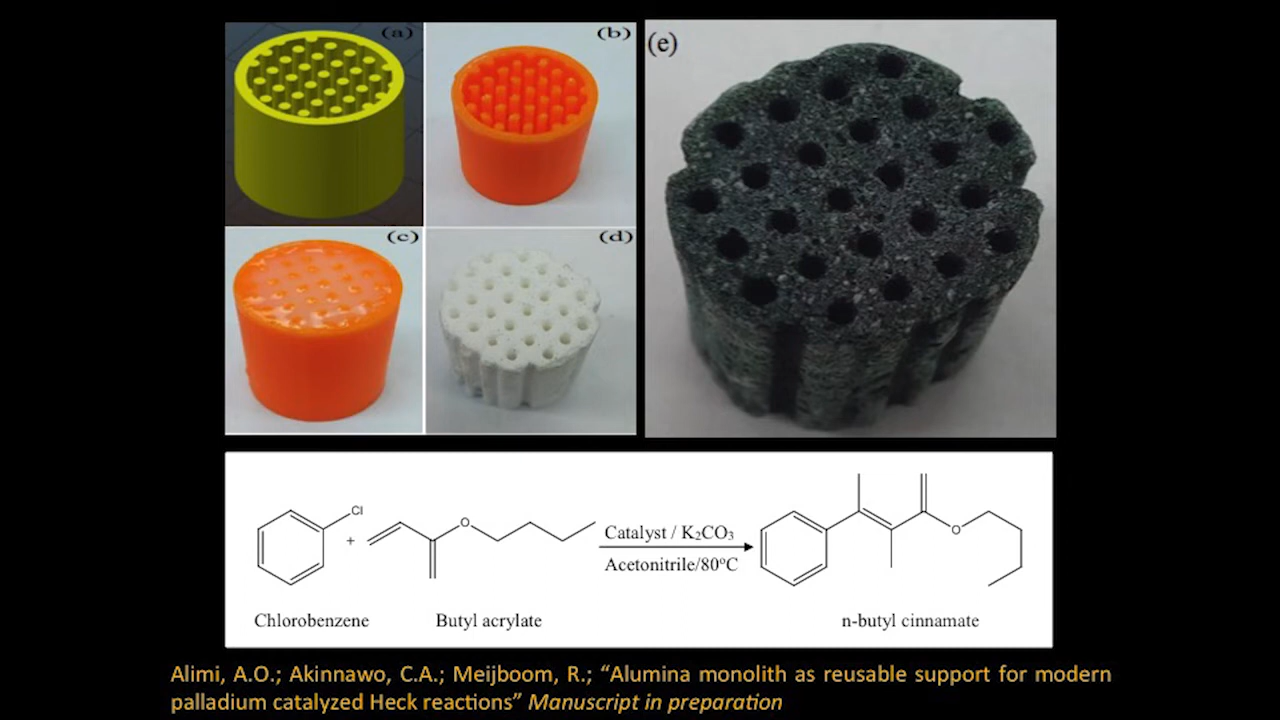 (a)
(b)
(c)
(d)
(e)
Cl
+
O
Catalyst / K₂CO₃
Acetonitrile/80°C
O
Chlorobenzene
Butyl acrylate
n-butyl cinnamate
Alimi, A.O.; Akinnawo, C.A.; Meijboom, R.; “Alumina monolith as reusable support for modern
palladium catalyzed Heck reactions” Manuscript in preparation